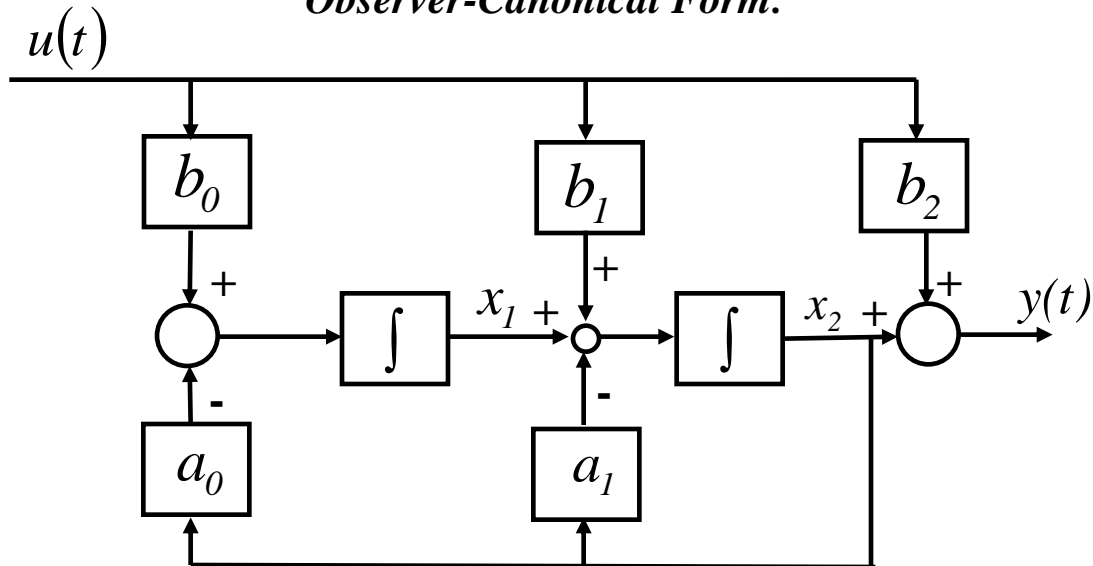 Observer-Canonical Form:
u(t)
b₀ b₁ b₂
+ + +
∫ x₁ + ∫ x₂ + y(t)
- -
a₀ a₁